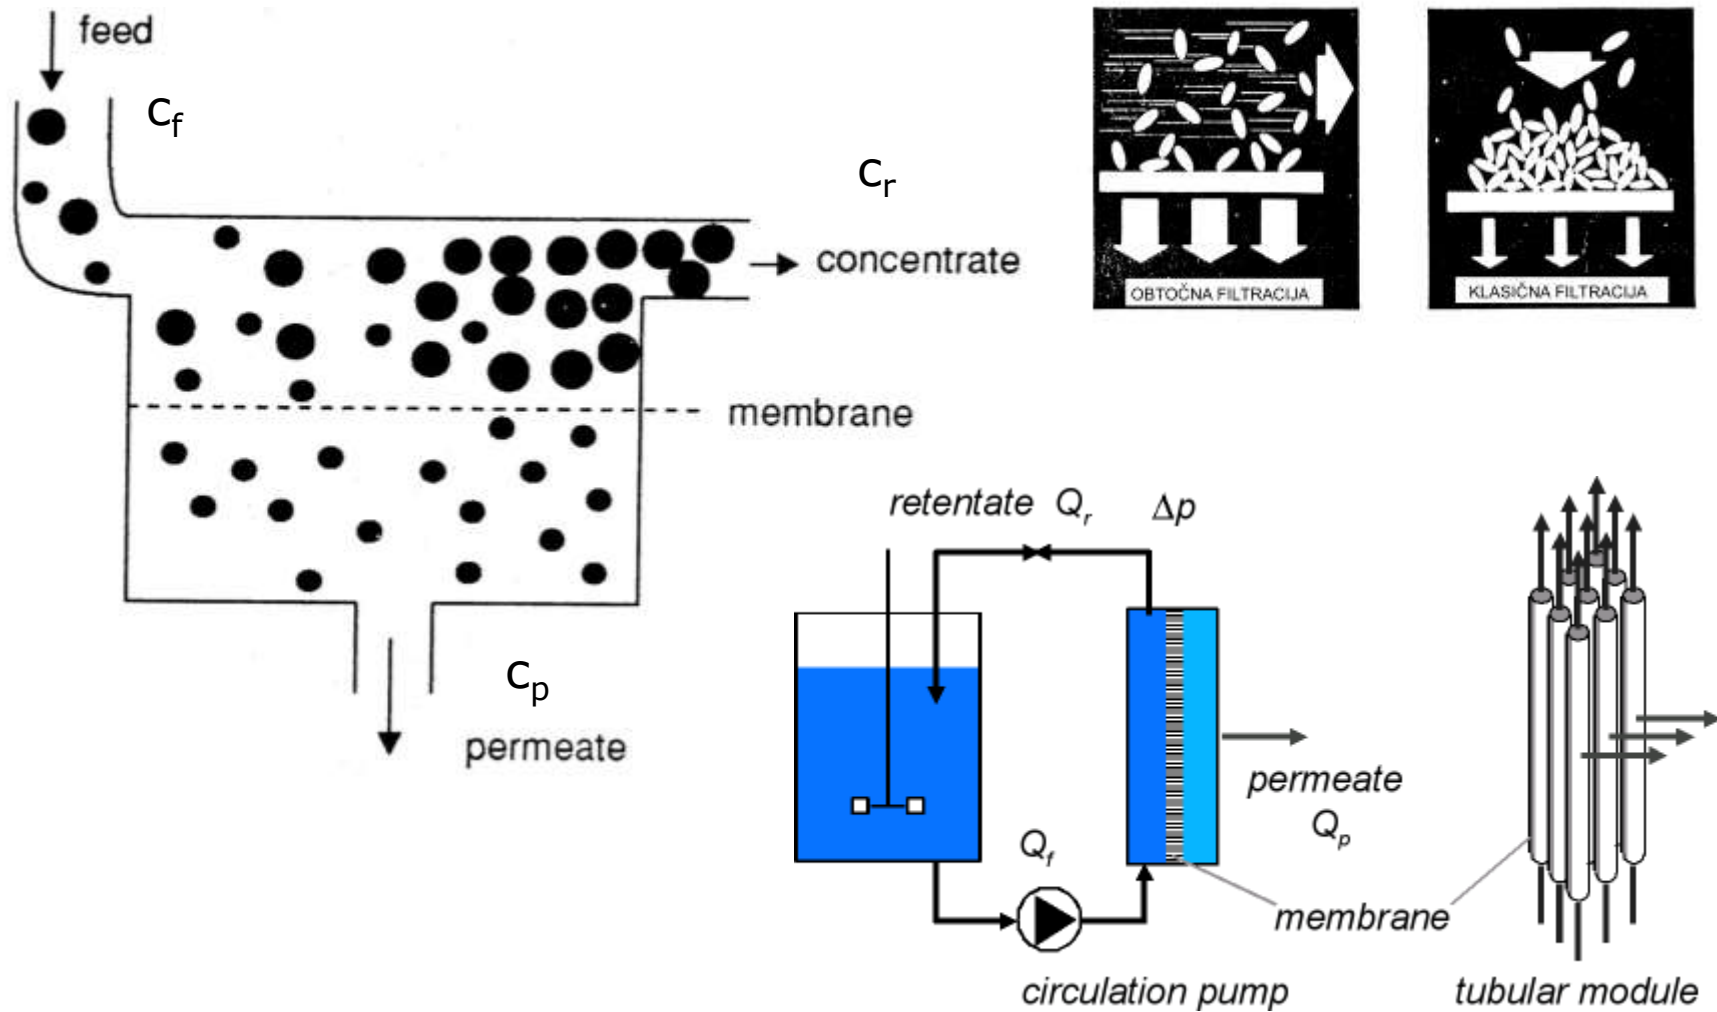 feed
cf
cr
concentrate
membrane
cp
permeate
OBTOČNA FILTRACIJA
KLASIČNA FILTRACIJA
retentate Qr Δp
permeate
Qp
Qf
membrane
circulation pump
tubular module